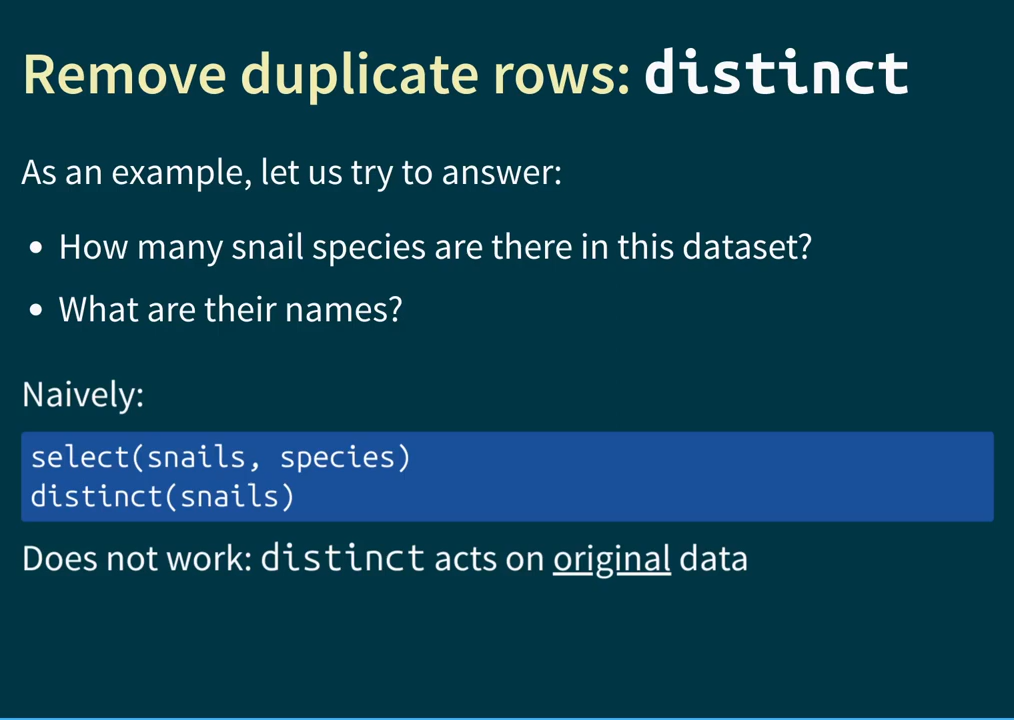 Remove duplicate rows: distinct
As an example, let us try to answer:
• How many snail species are there in this dataset?
• What are their names?
Naively:
select(snails, species)
distinct(snails)
Does not work: distinct acts on original data